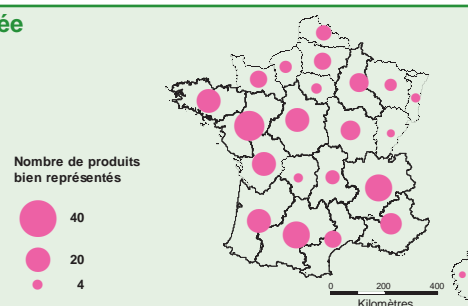 ée
Nombre de produits
bien représentés
40
20
4
0 200 400
Kilomètres